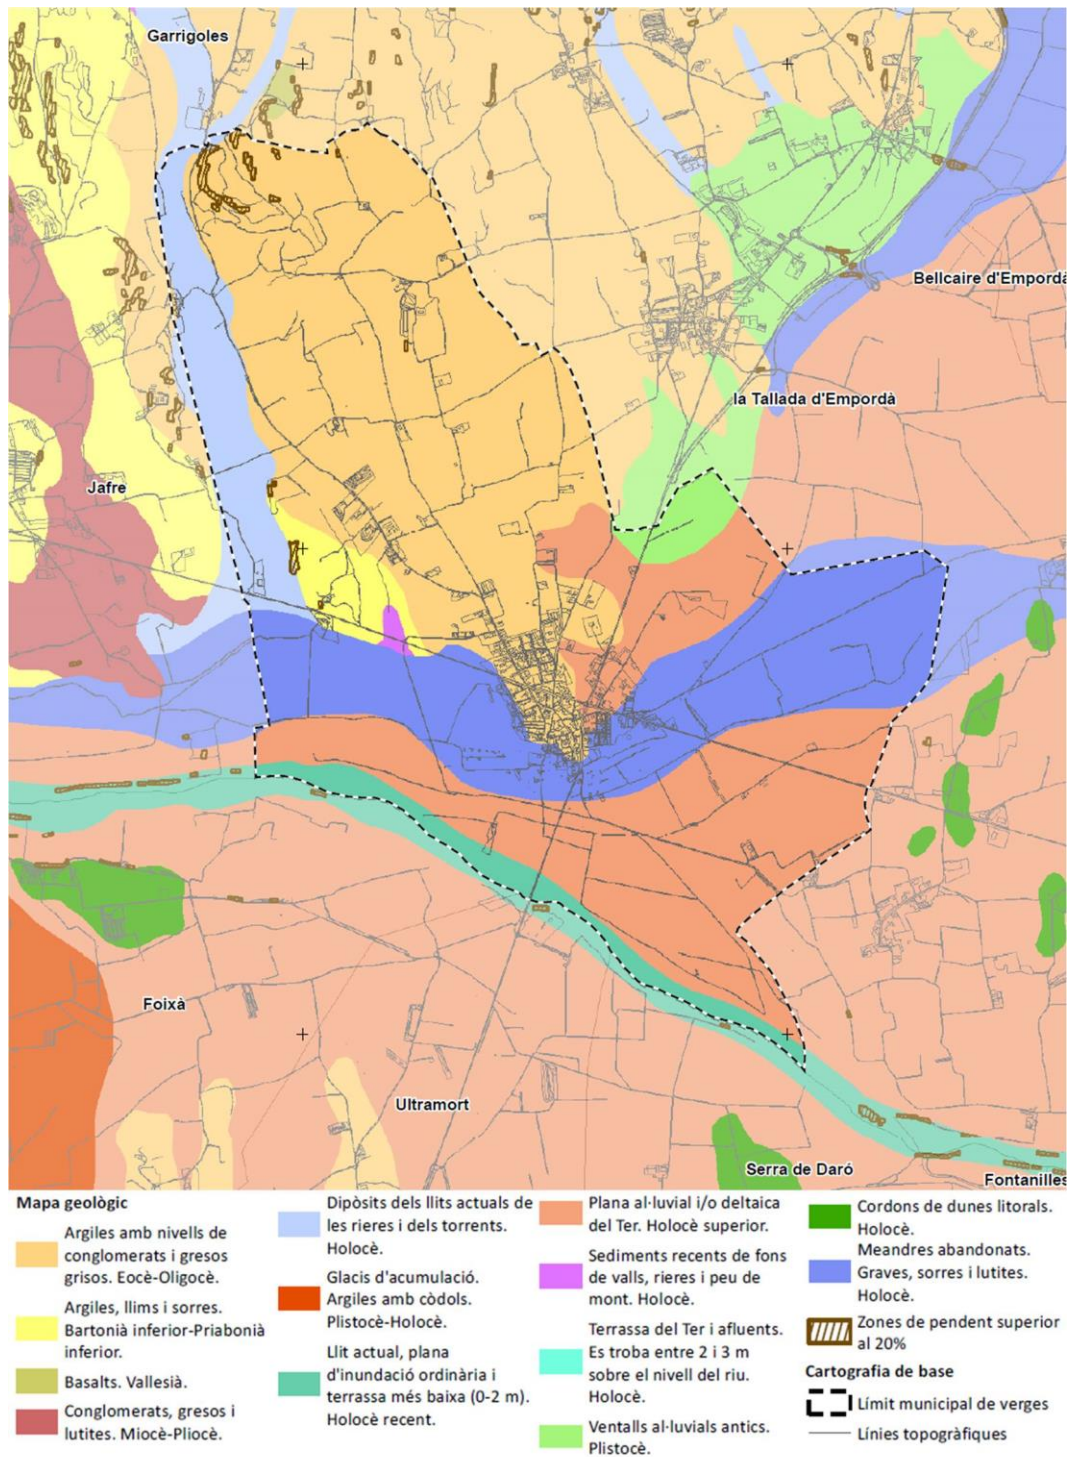 Garrigoles
Bellcaire d'Empordà
la Tallada d'Empordà
Jafre
Foixà
Ultramort
Serra de Daró
Fontanilles
Mapa geològic
Argiles amb nivells de
conglomerats i gresos
grisos. Eocè-Oligocè.
Argiles, llims i sorres.
Bartonià inferior-Priabonià
inferior.
Basalts. Vallesià.
Conglomerats, gresos i
lutites. Miocè-Pliocè.
Dipòsits dels llits actuals de
les rieres i dels torrents.
Holocè.
Glacis d'acumulació.
Argiles amb còdols.
Plistocè-Holocè.
Llit actual, plana
d'inundació ordinària i
terrassa més baixa (0-2 m).
Holocè recent.
Plana al·luvial i/o deltaica
del Ter. Holocè superior.
Sediments recents de fons
de valls, rieres i peu de
mont. Holocè.
Terrassa del Ter i afluents.
Es troba entre 2 i 3 m
sobre el nivell del riu.
Holocè.
Ventalls al·luvials antics.
Plistocè.
Cordons de dunes litorals.
Holocè.
Meandres abandonats.
Graves, sorres i lutites.
Holocè.
Zones de pendent superior
al 20%
Cartografia de base
Límit municipal de verges
Línies topogràfiques